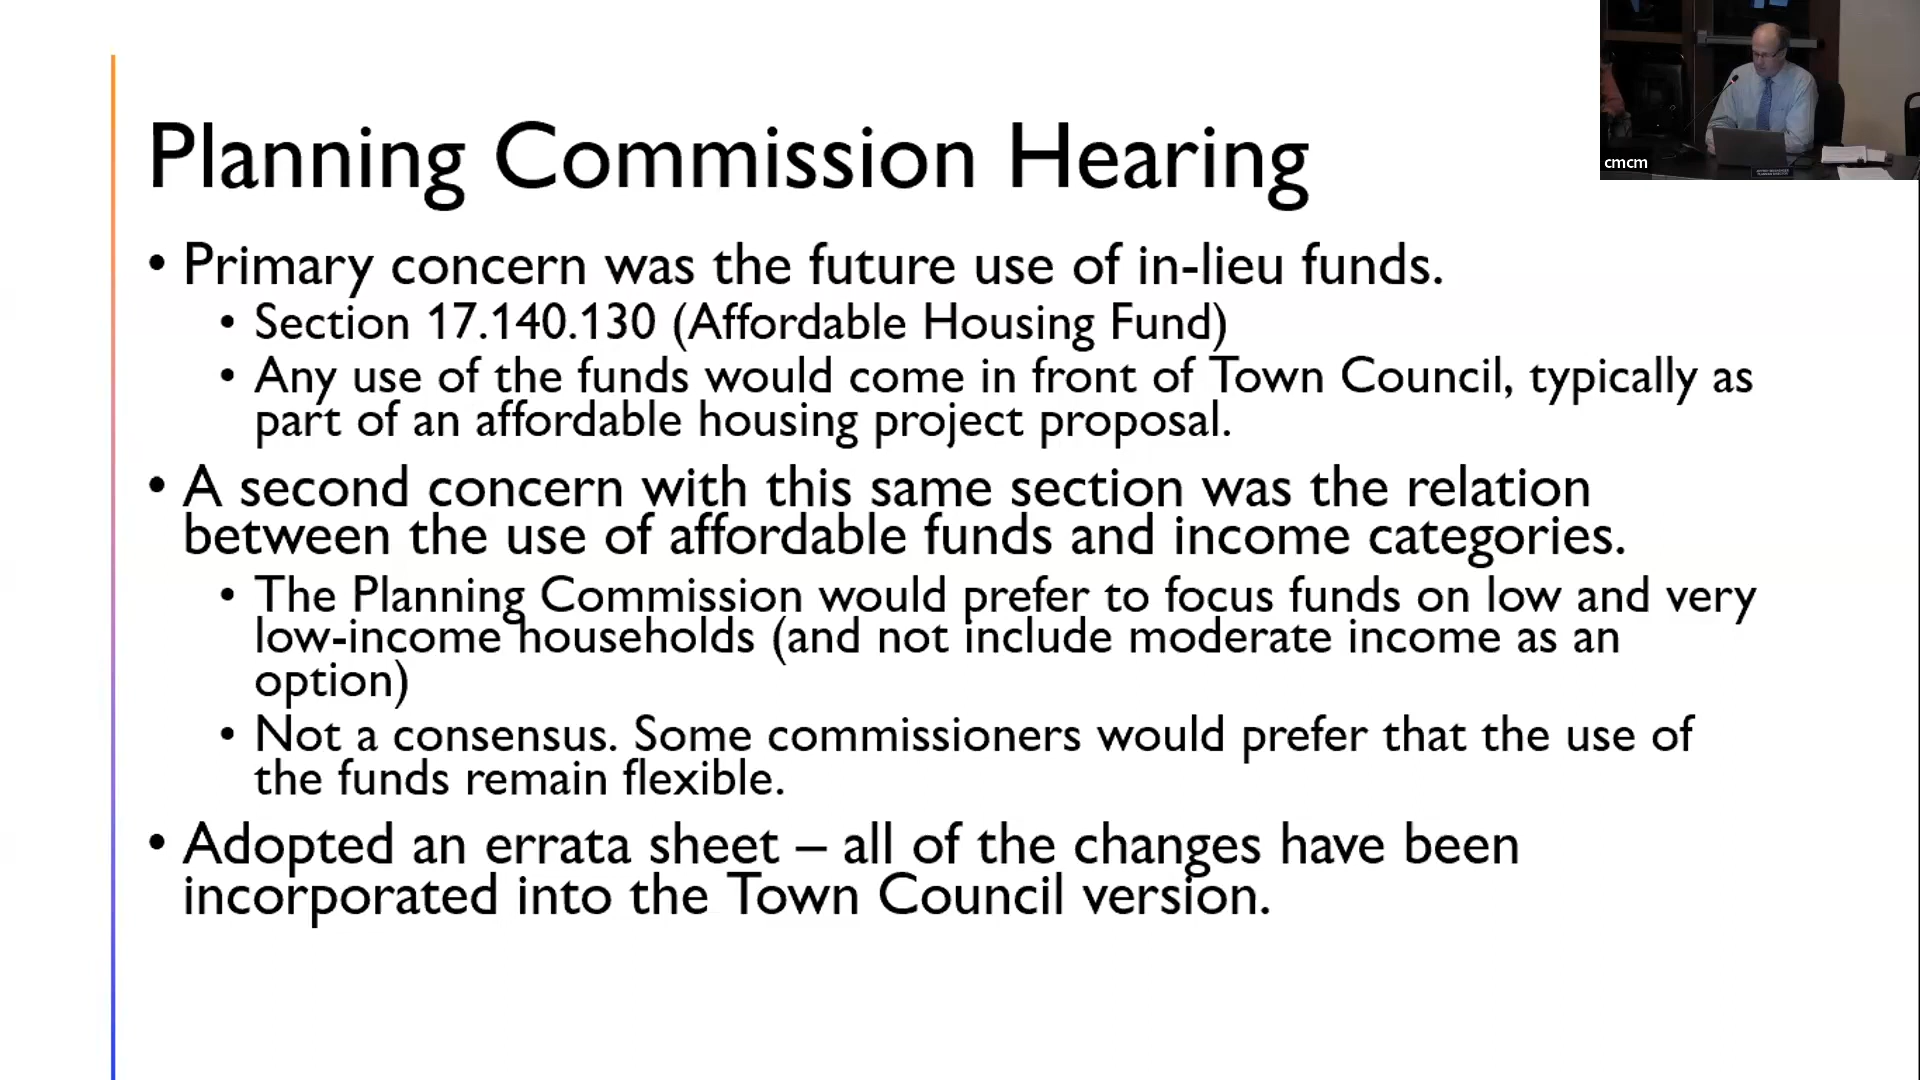 cmcm
Planning Commission Hearing
• Primary concern was the future use of in-lieu funds.
• Section 17.140.130 (Affordable Housing Fund)
• Any use of the funds would come in front of Town Council, typically as
part of an affordable housing project proposal.
• A second concern with this same section was the relation
between the use of affordable funds and income categories.
• The Planning Commission would prefer to focus funds on low and very
low-income households (and not include moderate income as an
option)
• Not a consensus. Some commissioners would prefer that the use of
the funds remain flexible.
• Adopted an errata sheet – all of the changes have been
incorporated into the Town Council version.